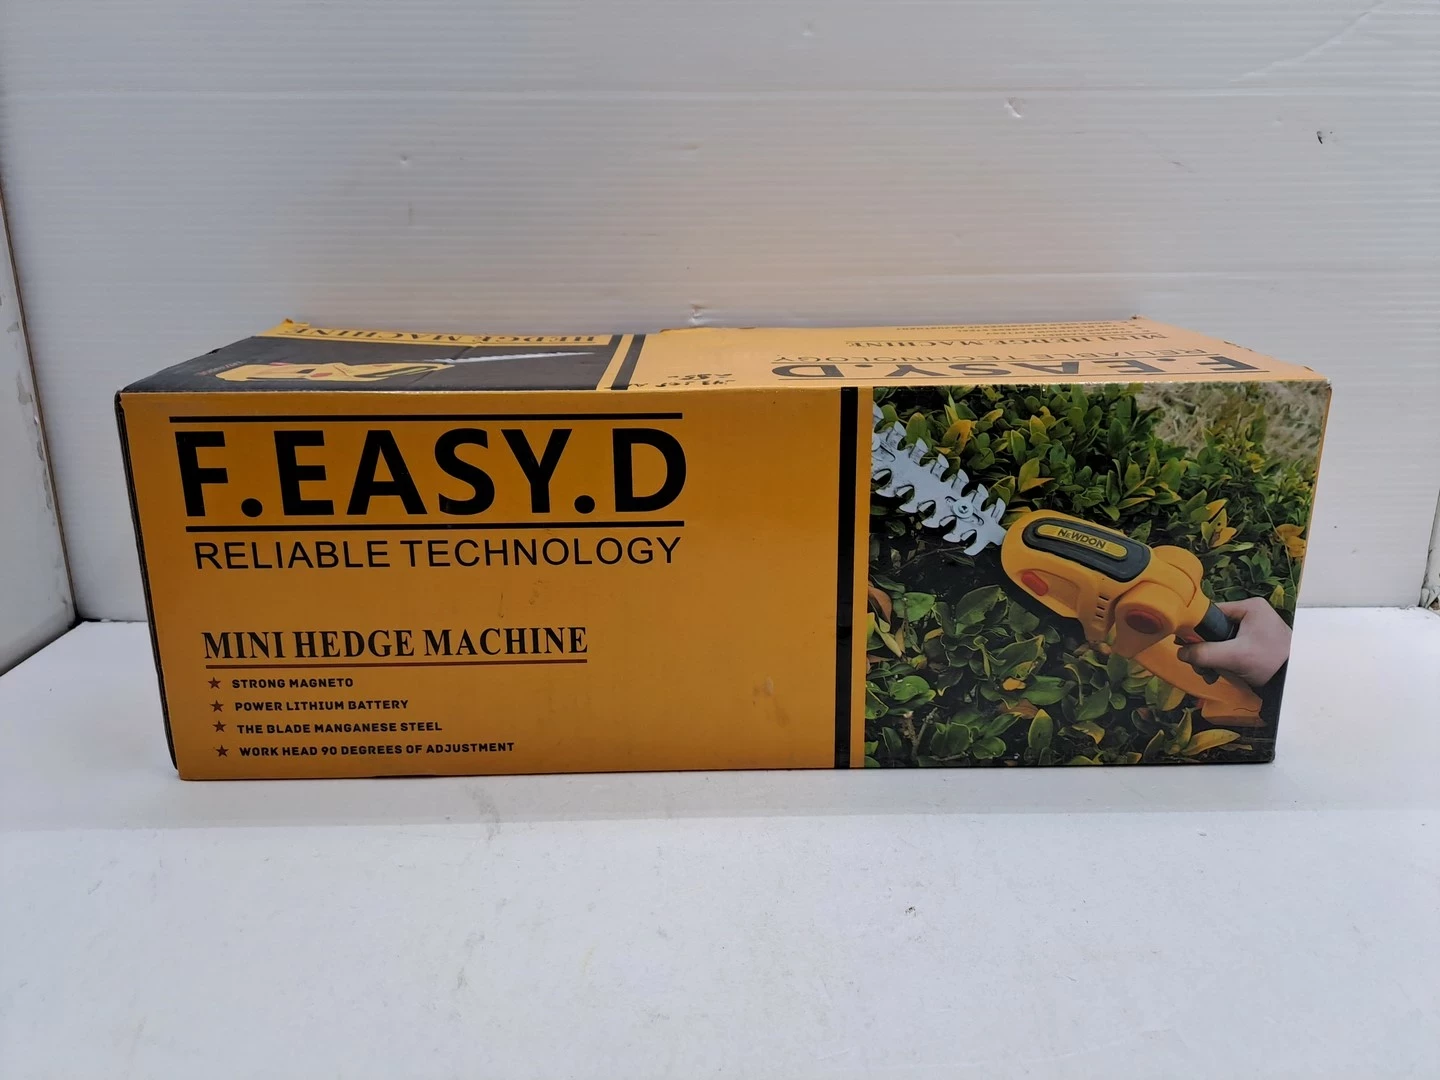 HEDGE MACHINE
MINI HEDGE MACHINE
RELIABLE TECHNOLOGY
F.EASY.D
F.EASY.D
RELIABLE TECHNOLOGY
MINI HEDGE MACHINE
STRONG MAGNETO
POWER LITHIUM BATTERY
THE BLADE MANGANESE STEEL
WORK HEAD 90 DEGREES OF ADJUSTMENT
NEWDON